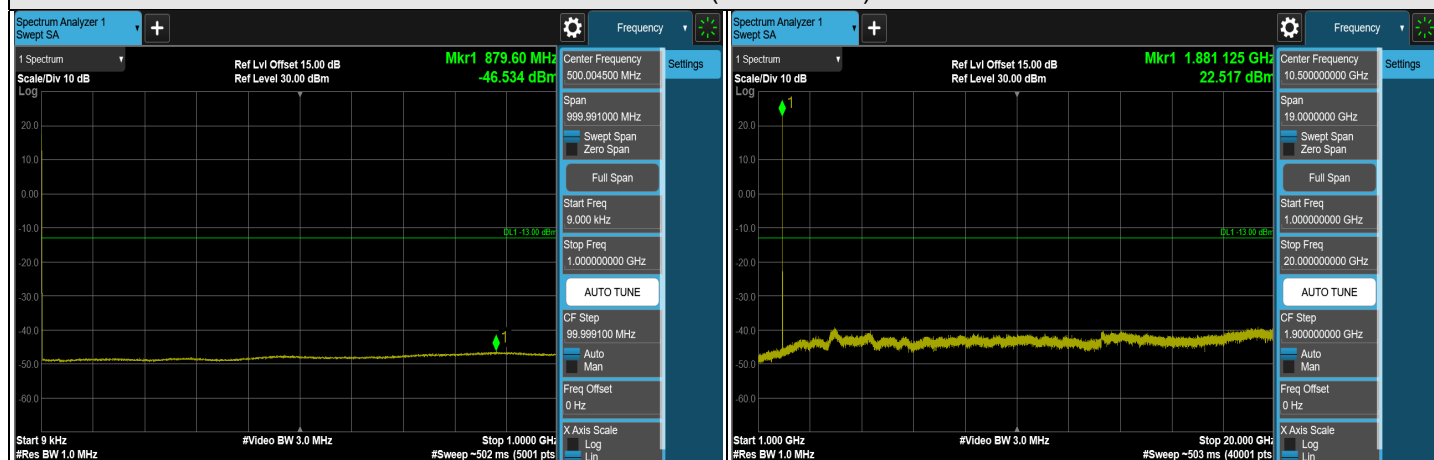 Spectrum Analyzer 1
Swept SA
+
Frequency
1 Spectrum
Scale/Div 10 dB
Log
Ref Lvl Offset 15.00 dB
Ref Level 30.00 dBm
Mkr1 879.60 MHz
-46.534 dBm
20.0
10.0
0.00
-10.0
-20.0
-30.0
-40.0
-50.0
-60.0
DL1 -13.00 dBm
1
Start 9 kHz
#Res BW 1.0 MHz
#Video BW 3.0 MHz
Stop 1.0000 GHz
#Sweep ~502 ms (5001 pts
Center Frequency
500.004500 MHz
Span
999.991000 MHz
Swept Span
Zero Span
Full Span
Start Freq
9.000 kHz
Stop Freq
1.000000000 GHz
AUTO TUNE
CF Step
99.999100 MHz
Auto
Man
Freq Offset
0 Hz
X Axis Scale
Log
Lin
Settings
Spectrum Analyzer 1
Swept SA
+
Frequency
1 Spectrum
Scale/Div 10 dB
Log
Ref Lvl Offset 15.00 dB
Ref Level 30.00 dBm
Mkr1 1.881 125 GHz
22.517 dBm
1
20.0
10.0
0.00
-10.0
-20.0
-30.0
-40.0
-50.0
-60.0
DL1 -13.00 dBm
Start 1.000 GHz
#Res BW 1.0 MHz
#Video BW 3.0 MHz
Stop 20.000 GHz
#Sweep ~503 ms (40001 pts
Center Frequency
10.500000000 GHz
Span
19.0000000 GHz
Swept Span
Zero Span
Full Span
Start Freq
1.000000000 GHz
Stop Freq
20.000000000 GHz
AUTO TUNE
CF Step
1.900000000 GHz
Auto
Man
Freq Offset
0 Hz
X Axis Scale
Log
Lin
Settings